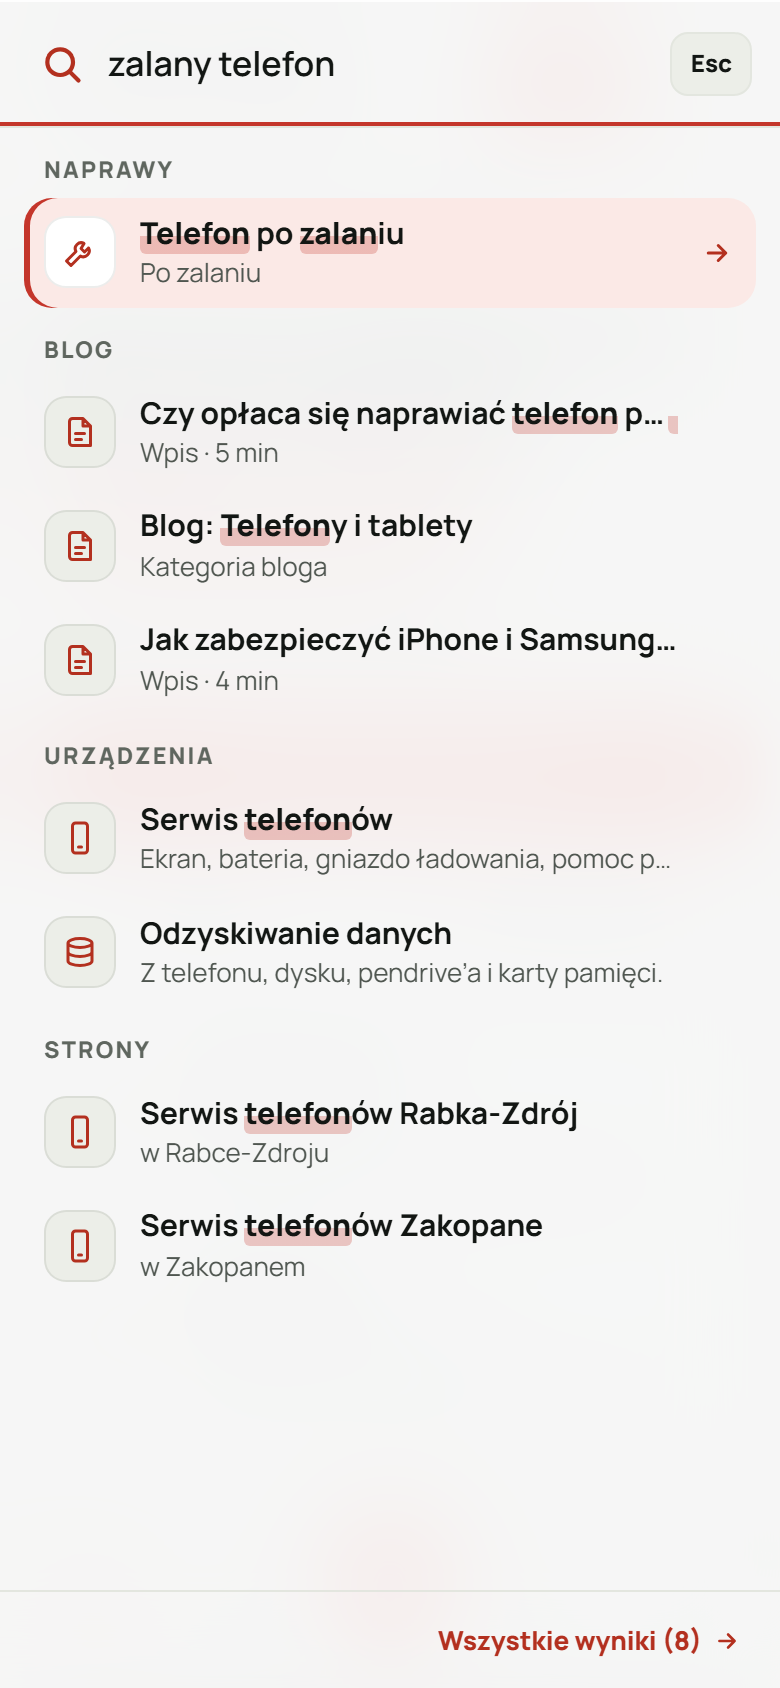 zalany telefon
Esc
NAPRAWY
Telefon po zalaniu
Po zalaniu
BLOG
Czy opłaca się naprawiać telefon p…
Wpis · 5 min
Blog: Telefony i tablety
Kategoria bloga
Jak zabezpieczyć iPhone i Samsung…
Wpis · 4 min
URZĄDZENIA
Serwis telefonów
Ekran, bateria, gniazdo ładowania, pomoc p…
Odzyskiwanie danych
Z telefonu, dysku, pendrive’a i karty pamięci.
STRONY
Serwis telefonów Rabka-Zdrój
w Rabce-Zdroju
Serwis telefonów Zakopane
w Zakopanem
Wszystkie wyniki (8) →